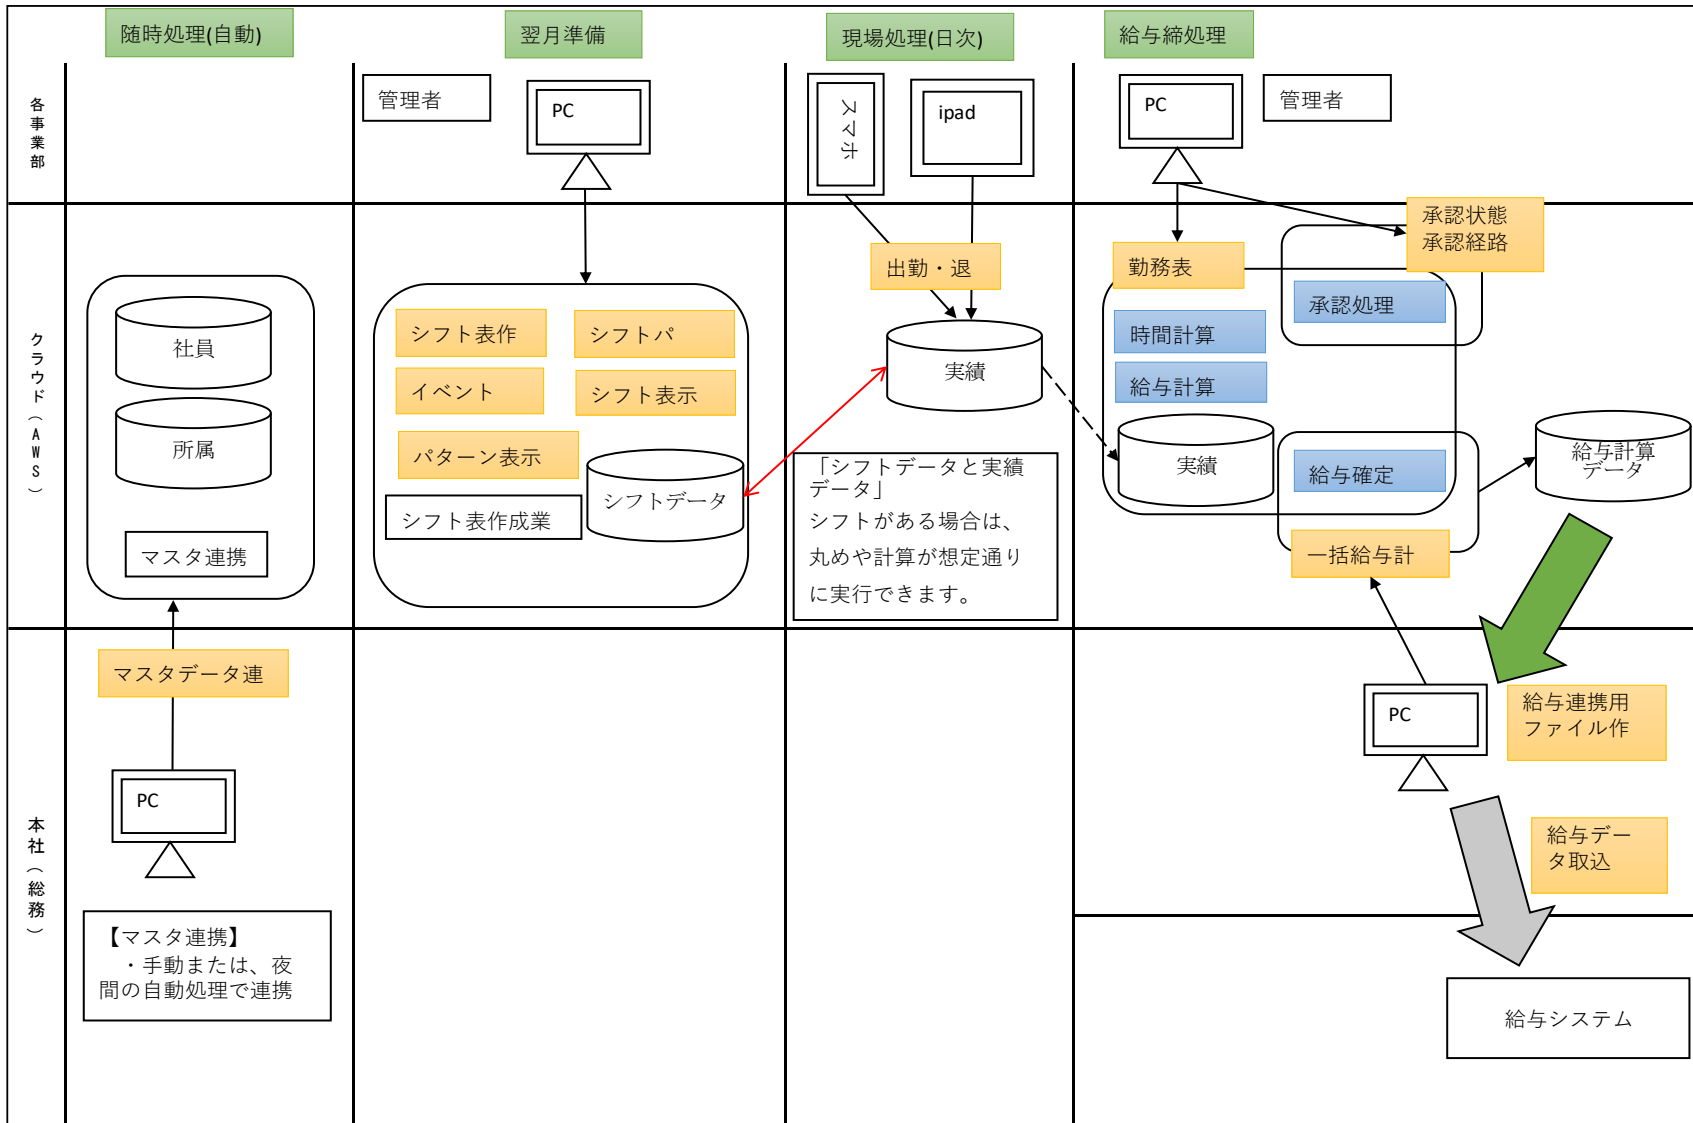 随時処理(自動)
翌月準備
現場処理(日次)
給与締処理
各事業部
管理者
PC
スマホ
ipad
PC
管理者
クラウド（AWS）
社員
所属
マスタ連携
シフト表作
シフトパ
イベント
シフト表示
パターン表示
シフト表作成業
シフトデータ
出勤・退
実績
「シフトデータと実績
データ」
シフトがある場合は、
丸めや計算が想定通り
に実行できます。
承認状態
承認経路
勤務表
承認処理
時間計算
給与計算
実績
給与確定
一括給与計
給与計算
データ
本社（総務）
マスタデータ連
PC
【マスタ連携】
・手動または、夜
間の自動処理で連携
PC
給与連携用
ファイル作
給与デー
タ取込
給与システム